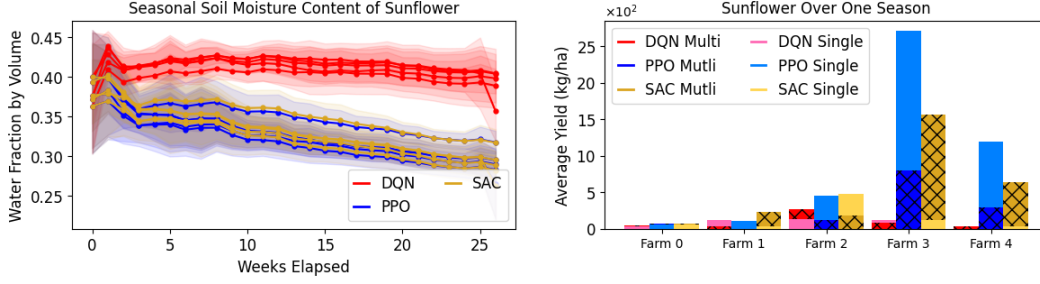 Seasonal Soil Moisture Content of Sunflower
Water Fraction by Volume
0.45
0.40
0.35
0.30
0.25
0
5
10
15
20
25
Weeks Elapsed
DQN
PPO
SAC
Sunflower Over One Season
×10²
Average Yield (kg/ha)
25
20
15
10
5
0
DQN Multi
PPO Mutli
SAC Mutli
DQN Single
PPO Single
SAC Single
Farm 0
Farm 1
Farm 2
Farm 3
Farm 4